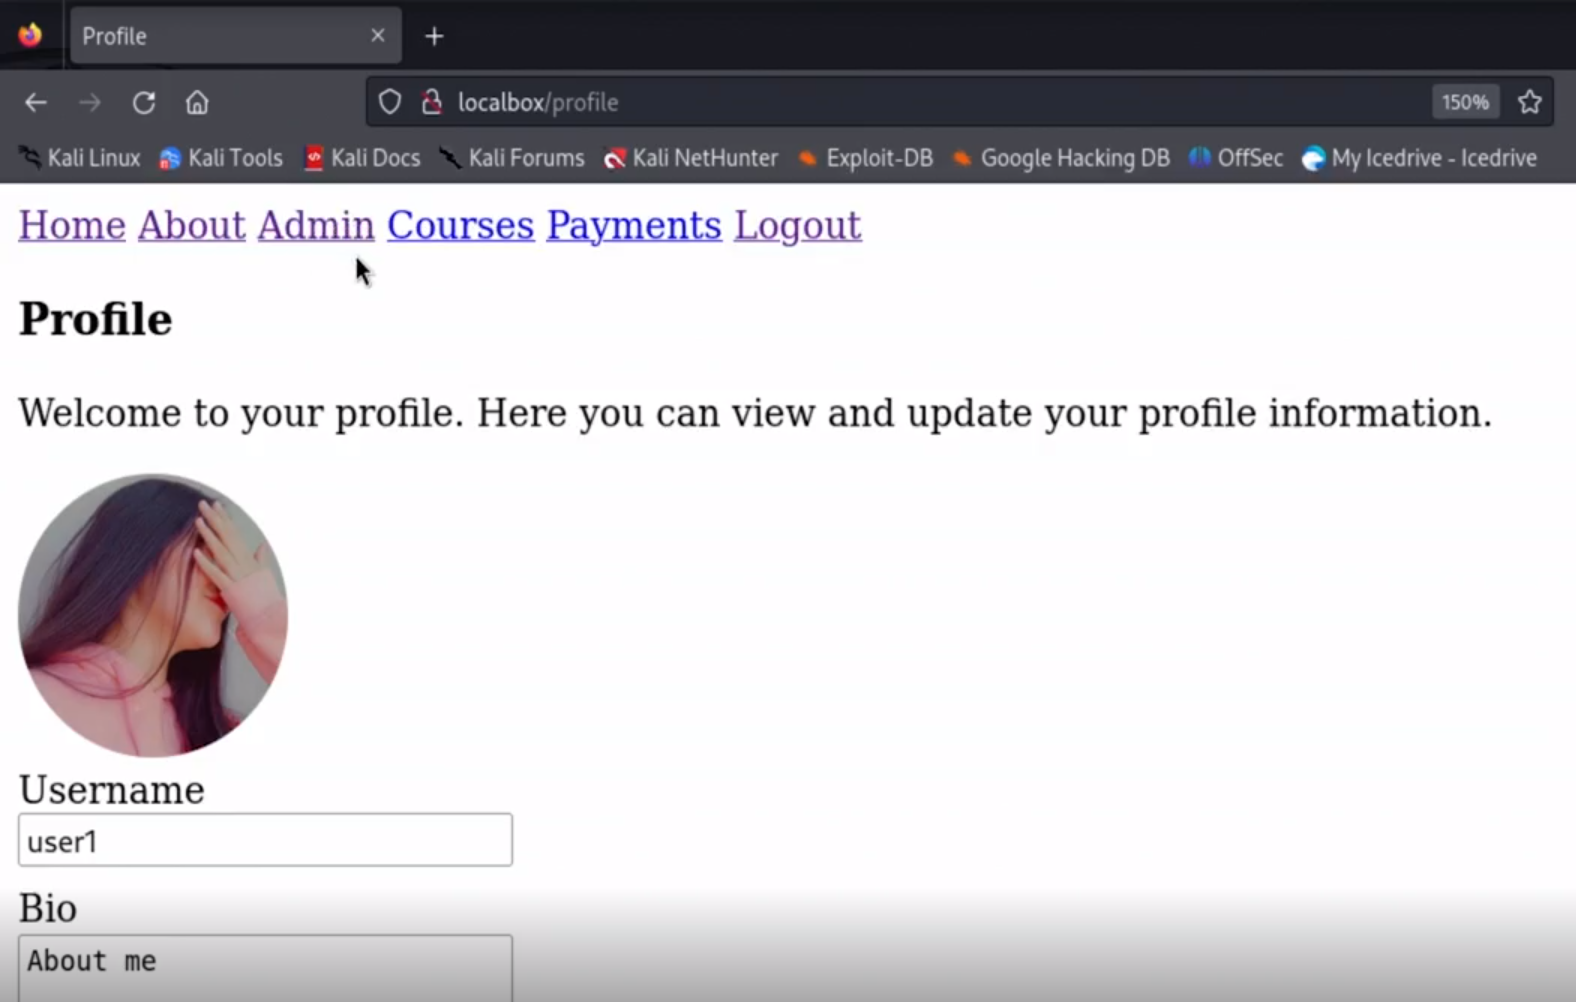 Profile
localbox/profile 150%
Kali Linux Kali Tools Kali Docs Kali Forums Kali NetHunter Exploit-DB Google Hacking DB OffSec My Icedrive - Icedrive
Home About Admin Courses Payments Logout
Profile
Welcome to your profile. Here you can view and update your profile information.
Username
user1
Bio
About me